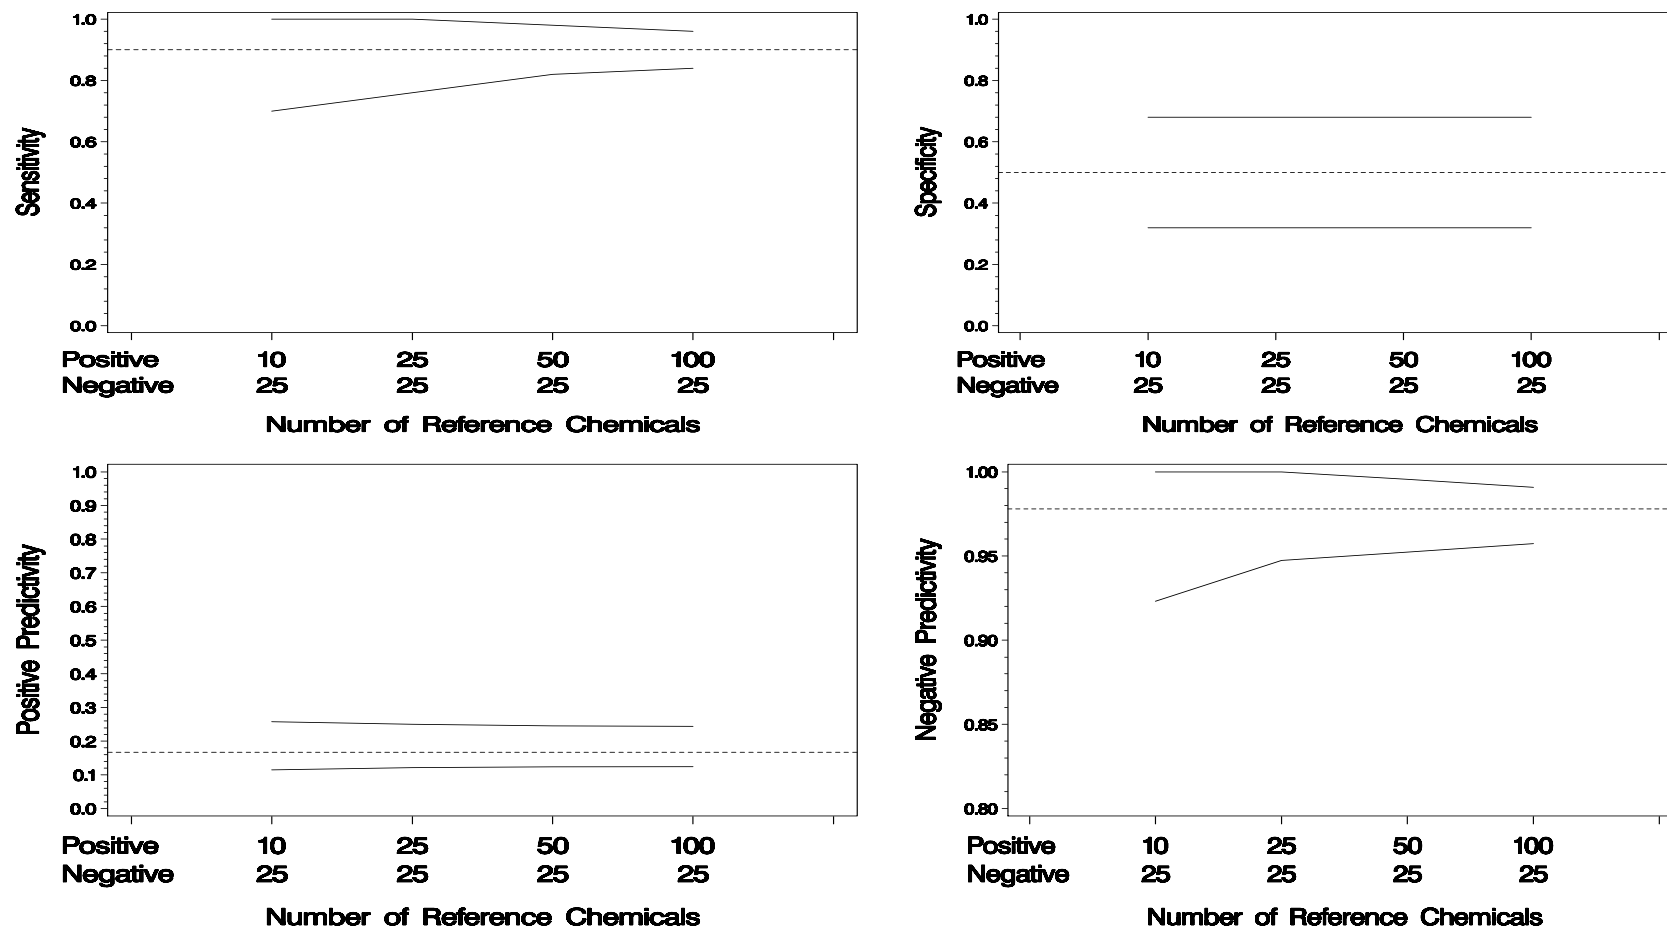 Sensitivity
1.0
0.8
0.6
0.4
0.2
0.0
Positive 10 25 50 100
Negative 25 25 25 25
Number of Reference Chemicals
Specificity
1.0
0.8
0.6
0.4
0.2
0.0
Positive 10 25 50 100
Negative 25 25 25 25
Number of Reference Chemicals
Positive Predictivity
1.0
0.9
0.8
0.7
0.6
0.5
0.4
0.3
0.2
0.1
0.0
Positive 10 25 50 100
Negative 25 25 25 25
Number of Reference Chemicals
Negative Predictivity
1.00
0.95
0.90
0.85
0.80
Positive 10 25 50 100
Negative 25 25 25 25
Number of Reference Chemicals